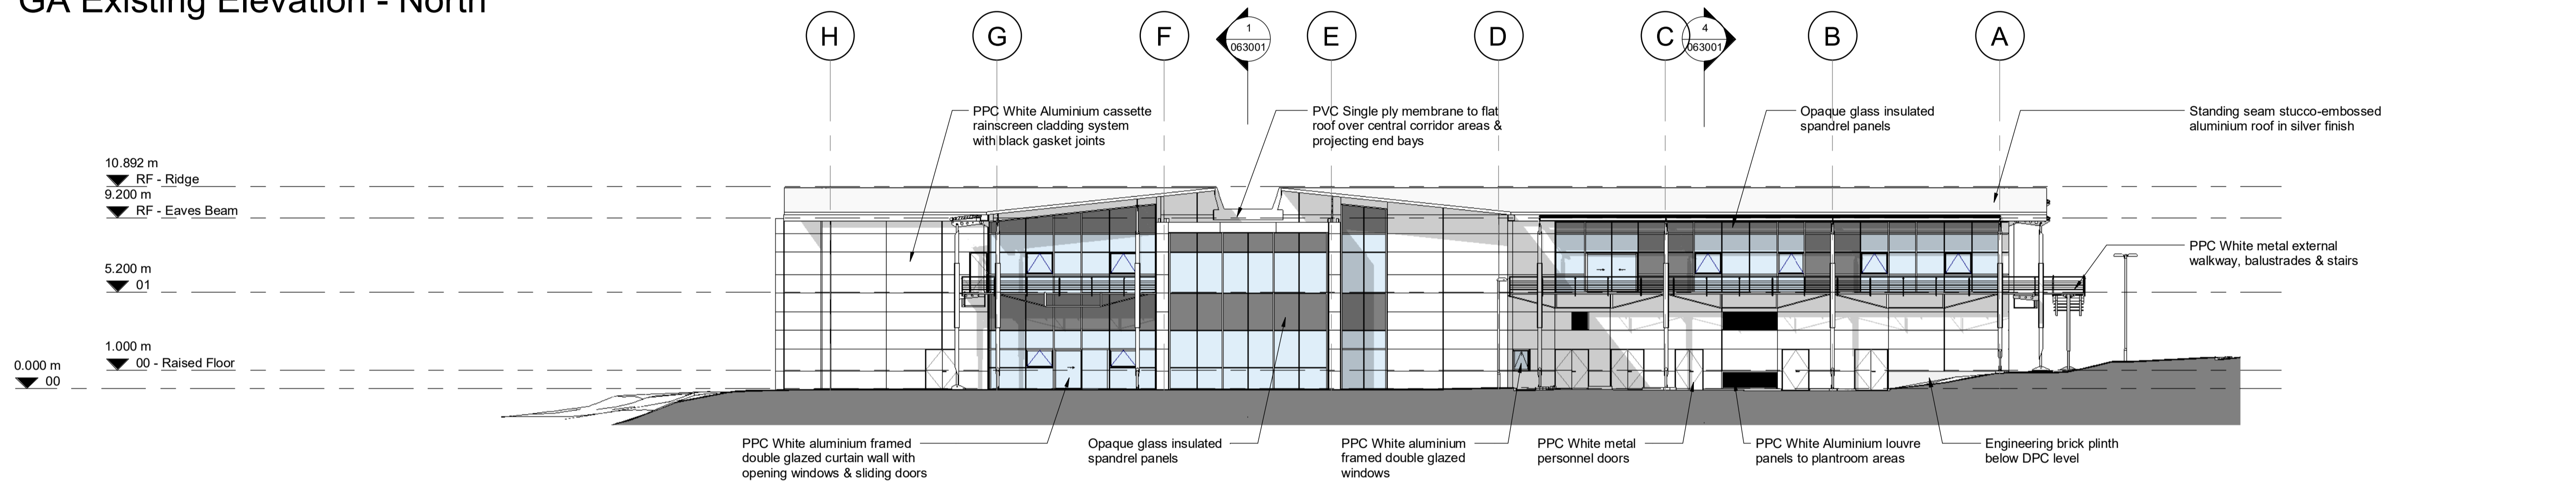 GA Existing Elevation - North
H
G
F
1
063001
E
D
C
4
063001
B
A
PPC White Aluminium cassette
rainscreen cladding system
with black gasket joints
PVC Single ply membrane to flat
roof over central corridor areas &
projecting end bays
Opaque glass insulated
spandrel panels
Standing seam stucco-embossed
aluminium roof in silver finish
10.892 m
RF - Ridge
9.200 m
RF - Eaves Beam
PPC White metal external
walkway, balustrades & stairs
5.200 m
01
1.000 m
00 - Raised Floor
0.000 m
00
PPC White aluminium framed
double glazed curtain wall with
opening windows & sliding doors
Opaque glass insulated
spandrel panels
PPC White aluminium
framed double glazed
windows
PPC White metal
personnel doors
PPC White Aluminium louvre
panels to plantroom areas
Engineering brick plinth
below DPC level